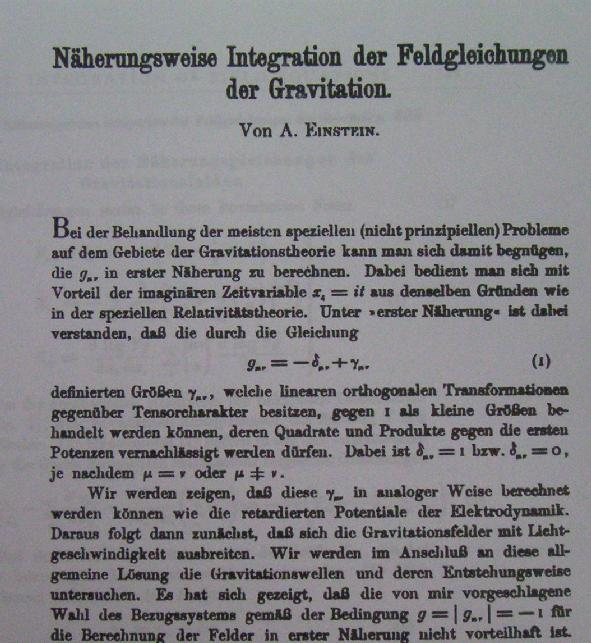 Näherungsweise Integration der Feldgleichungen
der Gravitation.
Von A. Einstein.
Bei der Behandlung der meisten speziellen (nicht prinzipiellen) Probleme
auf dem Gebiete der Gravitationstheorie kann man sich damit begnügen,
die gμν in erster Näherung zu berechnen. Dabei bedient man sich mit
Vorteil der imaginären Zeitvariable x₄ = it aus denselben Gründen wie
in der speziellen Relativitätstheorie. Unter »erster Näherung« ist dabei
verstanden, daß die durch die Gleichung
gμν = −δμν + γμν (1)
definierten Größen γμν, welche linearen orthogonalen Transformationen
gegenüber Tensorcharakter besitzen, gegen 1 als kleine Größen be-
handelt werden können, deren Quadrate und Produkte gegen die ersten
Potenzen vernachlässigt werden dürfen. Dabei ist δμν = 1 bzw. δμν = 0,
je nachdem μ = ν oder μ ≠ ν.
Wir werden zeigen, daß diese γμν in analoger Weise berechnet
werden können wie die retardierten Potentiale der Elektrodynamik.
Daraus folgt dann zunächst, daß sich die Gravitationsfelder mit Licht-
geschwindigkeit ausbreiten. Wir werden im Anschluß an diese all-
gemeine Lösung die Gravitationswellen und deren Entstehungsweise
untersuchen. Es hat sich gezeigt, daß die von mir vorgeschlagene
Wahl des Bezugssystems gemäß der Bedingung g = |gμν| = −1 für
die Berechnung der Felder in erster Näherung nicht vorteilhaft ist.